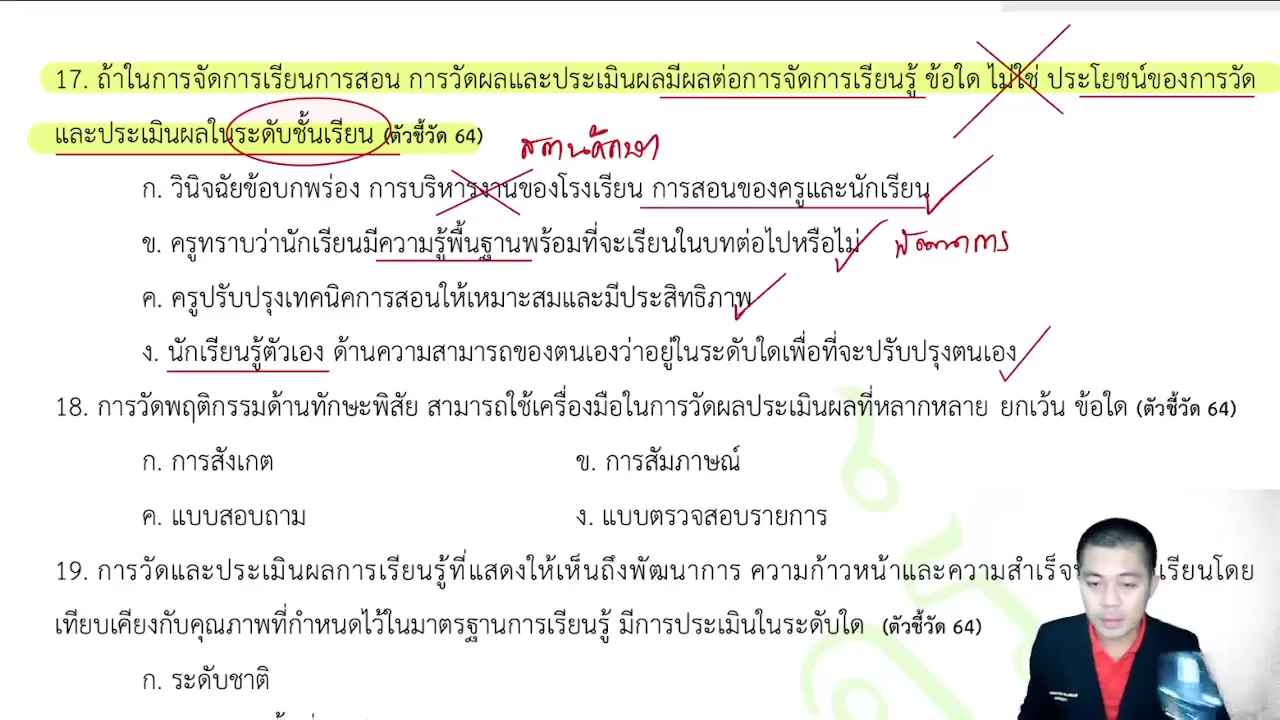 17. ถ้าในการจัดการเรียนการสอน การวัดผลและประเมินผลมีผลต่อการจัดการเรียนรู้ ข้อใด ไม่ใช่ ประโยชน์ของการวัด
และประเมินผลในระดับชั้นเรียน (ตัวชี้วัด 64)
สถานศึกษา
ก. วินิจฉัยข้อบกพร่อง การบริหารงานของโรงเรียน การสอนของครูและนักเรียน
ข. ครูทราบว่านักเรียนมีความรู้พื้นฐานพร้อมที่จะเรียนในบทต่อไปหรือไม่ พัฒนาการ
ค. ครูปรับปรุงเทคนิคการสอนให้เหมาะสมและมีประสิทธิภาพ
ง. นักเรียนรู้ตัวเอง ด้านความสามารถของตนเองว่าอยู่ในระดับใดเพื่อที่จะปรับปรุงตนเอง
18. การวัดพฤติกรรมด้านทักษะพิสัย สามารถใช้เครื่องมือในการวัดผลประเมินผลที่หลากหลาย ยกเว้น ข้อใด (ตัวชี้วัด 64)
ก. การสังเกต ข. การสัมภาษณ์
ค. แบบสอบถาม ง. แบบตรวจสอบรายการ
19. การวัดและประเมินผลการเรียนรู้ที่แสดงให้เห็นถึงพัฒนาการ ความก้าวหน้าและความสำเร็จ เรียนโดย
เทียบเคียงกับคุณภาพที่กำหนดไว้ในมาตรฐานการเรียนรู้ มีการประเมินในระดับใด (ตัวชี้วัด 64)
ก. ระดับชาติ